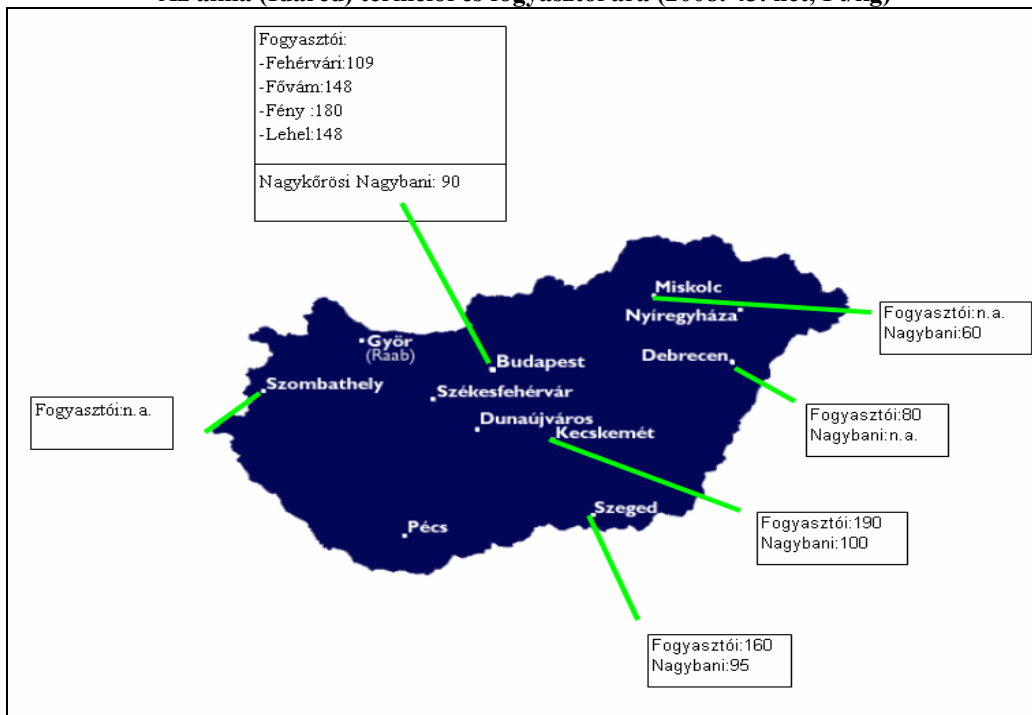 Fogyasztói:
-Fehérvári:109
-Fővám:148
-Fény :180
-Lehel:148
Nagykőrösi Nagybani: 90
Miskolc
Nyíregyháza
Fogyasztói:n.a.
Nagybani:60
Györ
(Raab)
Budapest
Debrecen
Szombathely
Székesfehérvár
Fogyasztói:n.a.
Dunaújváros
Kecskemét
Fogyasztói:80
Nagybani:n.a.
Szeged
Pécs
Fogyasztói:190
Nagybani:100
Fogyasztói:160
Nagybani:95